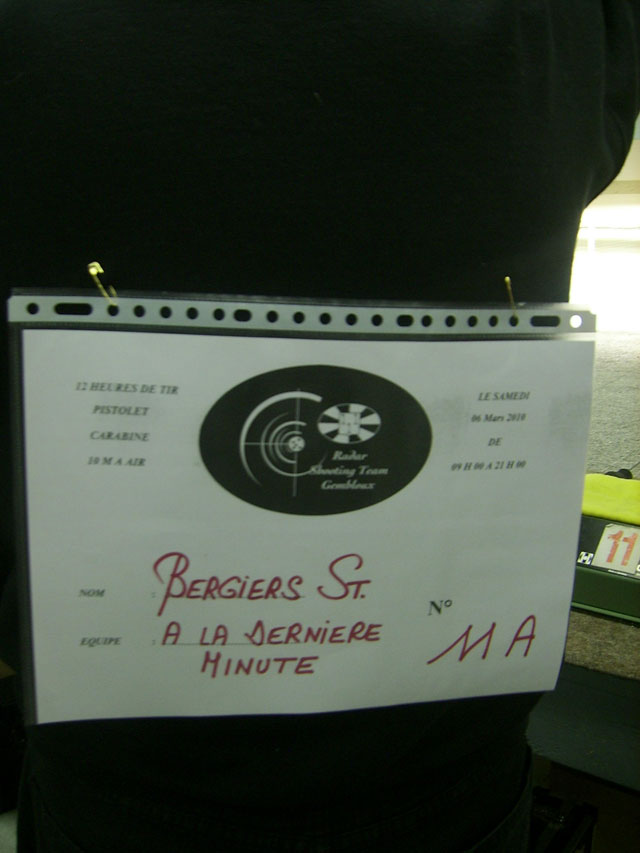 12 HEURES DE TIR
PISTOLET
CARABINE
10 M A AIR
Radar
Shooting Team
Gembloux
LE SAMEDI
06 Mars 2010
DE
09 H 00 A 21 H 00
NOM : BERGIERS ST.
EQUIPE : A LA DERNIERE
MINUTE
N° 11 A
11